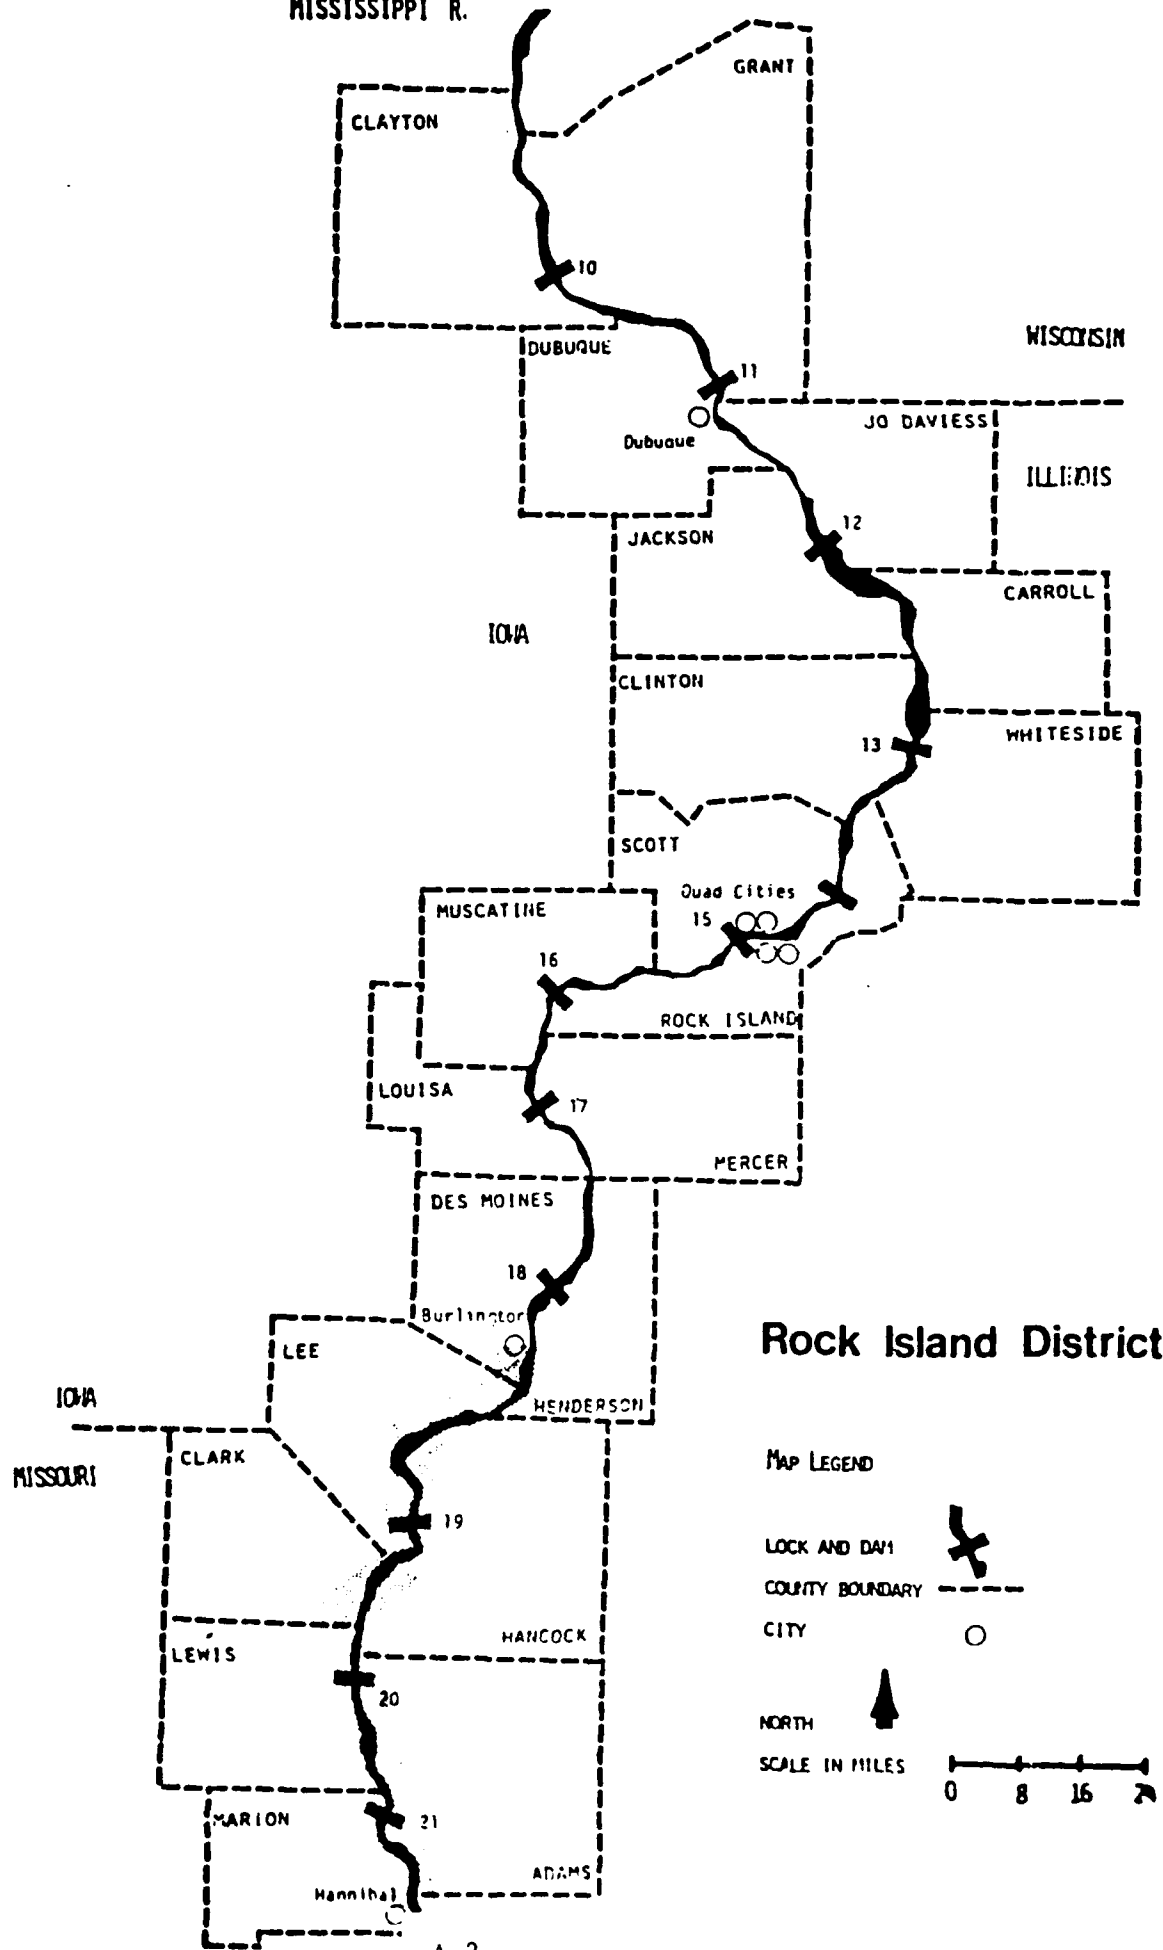 MISSISSIPPI R.
GRANT
CLAYTON
10
WISCONSIN
DUBUQUE
11
JO DAVIESS
Dubuque
ILLINOIS
12
JACKSON
CARROLL
IOWA
CLINTON
WHITESIDE
13
SCOTT
Quad Cities
MUSCATINE
15
16
ROCK ISLAND
LOUISA
17
MERCER
DES MOINES
18
Burlington
Rock Island District
LEE
IOWA
HENDERSON
CLARK
MAP LEGEND
MISSOURI
19
LOCK AND DAM
COUNTY BOUNDARY
CITY
HANCOCK
LEWIS
20
NORTH
SCALE IN MILES
0 8 16
MARION
21
ADAMS
Hannibal